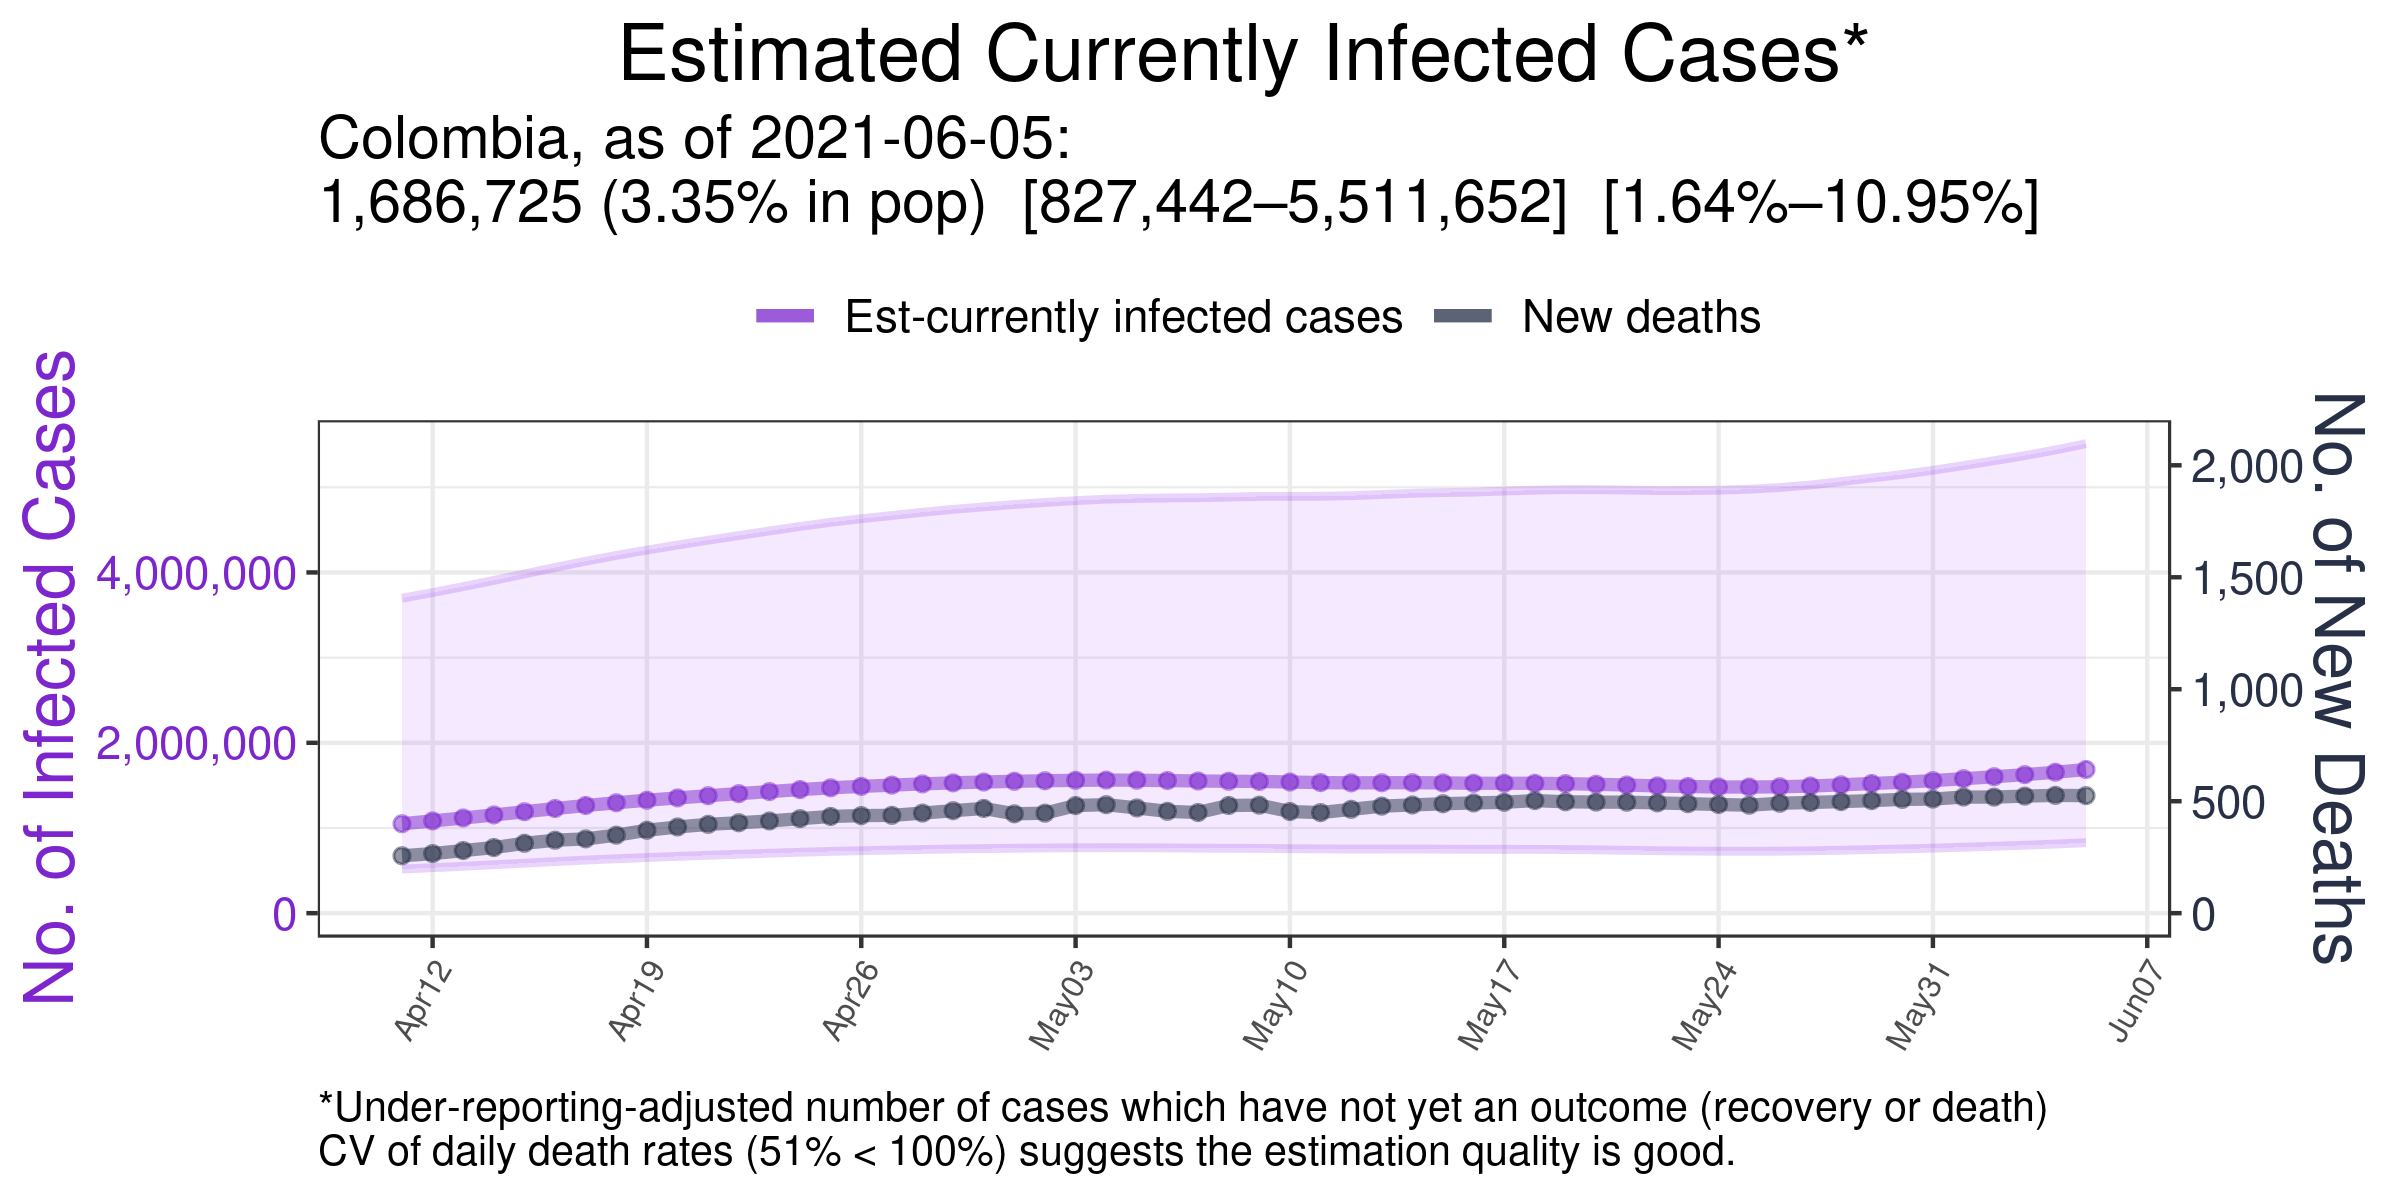 Estimated Currently Infected Cases*
Colombia, as of 2021-06-05:
1,686,725 (3.35% in pop)  [827,442–5,511,652]  [1.64%–10.95%]
Est-currently infected cases
New deaths
No. of Infected Cases
4,000,000
2,000,000
0
2,000
1,500
1,000
500
0
No. of New Deaths
Apr12
Apr19
Apr26
May03
May10
May17
May24
May31
Jun07
*Under-reporting-adjusted number of cases which have not yet an outcome (recovery or death)
CV of daily death rates (51% < 100%) suggests the estimation quality is good.